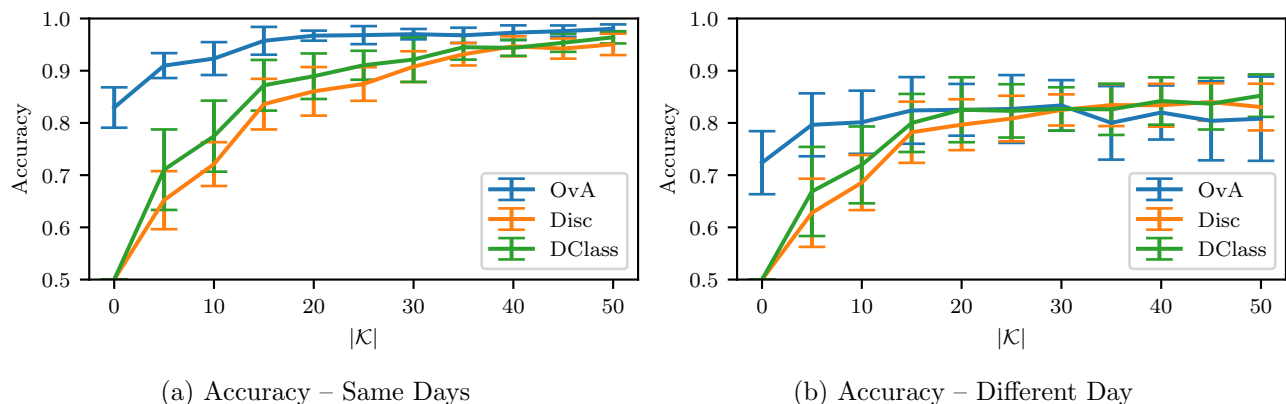 1.0
0.9
0.8
0.7
0.6
0.5
Accuracy
0 10 20 30 40 50
|𝒦|
OvA
Disc
DClass
(a) Accuracy – Same Days
1.0
0.9
0.8
0.7
0.6
0.5
Accuracy
0 10 20 30 40 50
|𝒦|
OvA
Disc
DClass
(b) Accuracy – Different Day